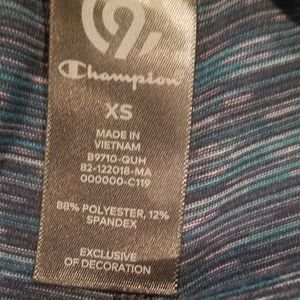 C9
Champion
XS
MADE IN
VIETNAM
B9710-QUH
82-122018-MA
000000-C119
88% POLYESTER, 12%
SPANDEX
EXCLUSIVE
OF DECORATION